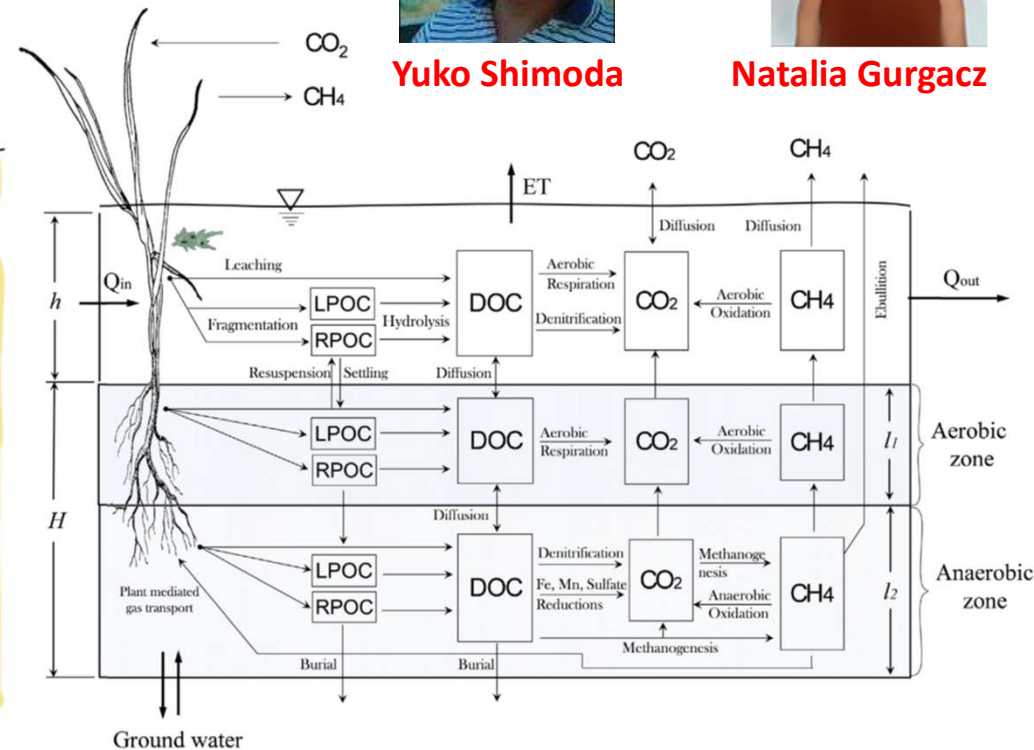 Yuko Shimoda
Natalia Gurgacz
CO2
CH4
CO2
CH4
ET
Diffusion
Diffusion
Ebullition
h
Qin
Qout
Leaching
Fragmentation
LPOC
RPOC
Hydrolysis
DOC
Aerobic
Respiration
Denitrification
CO2
Aerobic
Oxidation
CH4
Resuspension
Settling
Diffusion
H
LPOC
RPOC
DOC
Aerobic
Respiration
CO2
Aerobic
Oxidation
CH4
l1
Aerobic
zone
Diffusion
Plant mediated
gas transport
LPOC
RPOC
DOC
Denitrification
Fe, Mn, Sulfate
Reductions
CO2
Methanoge
nesis
Anaerobic
Oxidation
CH4
Methanogenesis
l2
Anaerobic
zone
Burial
Burial
Ground water